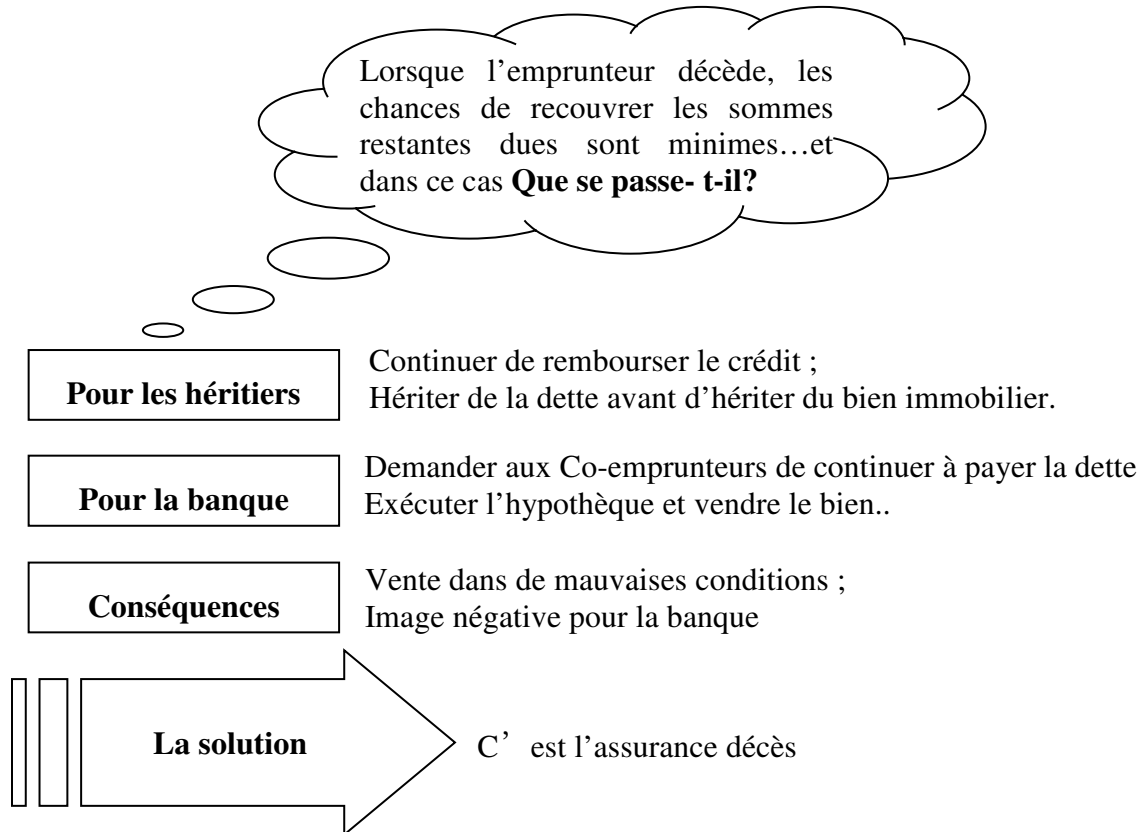 Lorsque l'emprunteur décède, les
chances de recouvrer les sommes
restantes dues sont minimes…et
dans ce cas Que se passe- t-il?
Pour les héritiers
Continuer de rembourser le crédit ;
Hériter de la dette avant d'hériter du bien immobilier.
Pour la banque
Demander aux Co-emprunteurs de continuer à payer la dette
Exécuter l'hypothèque et vendre le bien..
Conséquences
Vente dans de mauvaises conditions ;
Image négative pour la banque
La solution
C’ est l'assurance décès